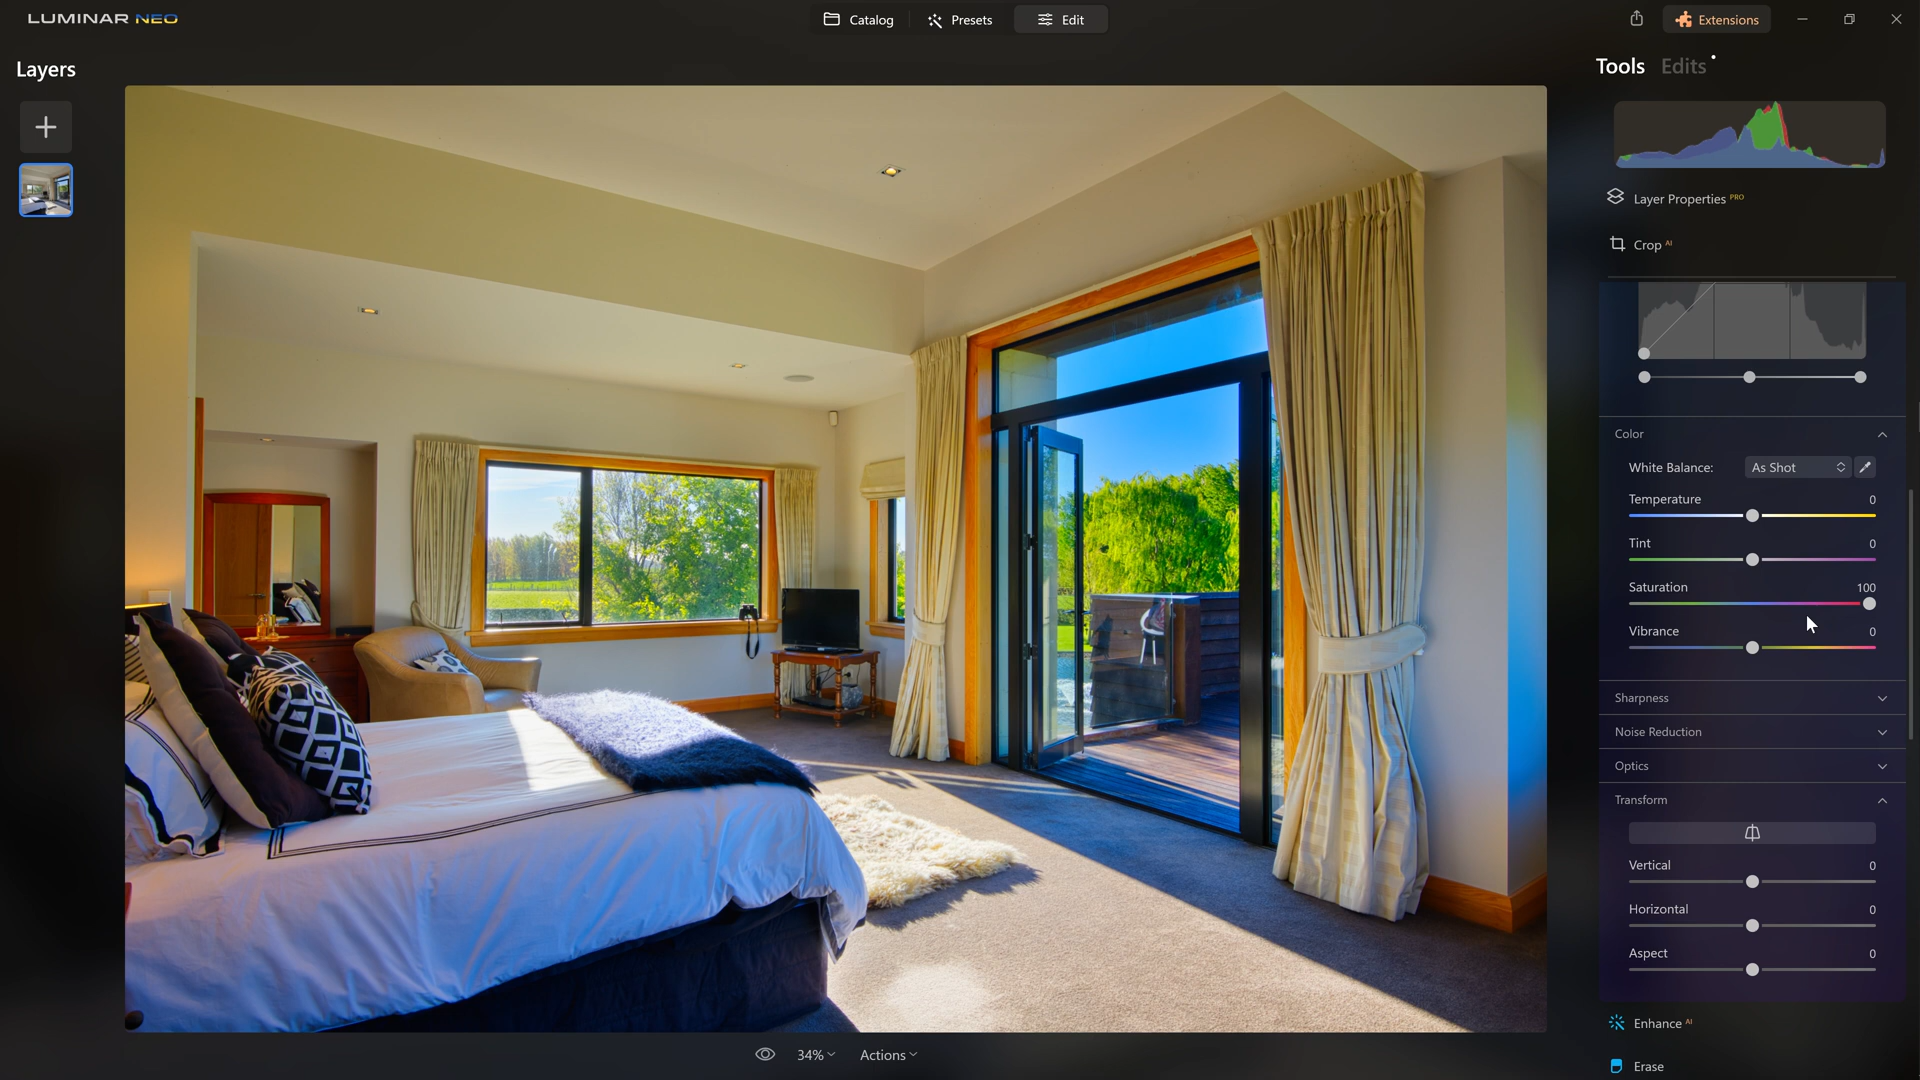 LUMINAR NEO
Catalog
Presets
Edit
Extensions
Layers
Tools Edits
Layer Properties PRO
Crop AI
Color
White Balance: As Shot
Temperature 0
Tint 0
Saturation 100
Vibrance 0
Sharpness
Noise Reduction
Optics
Transform
Vertical 0
Horizontal 0
Aspect 0
Enhance AI
34% Actions
Erase